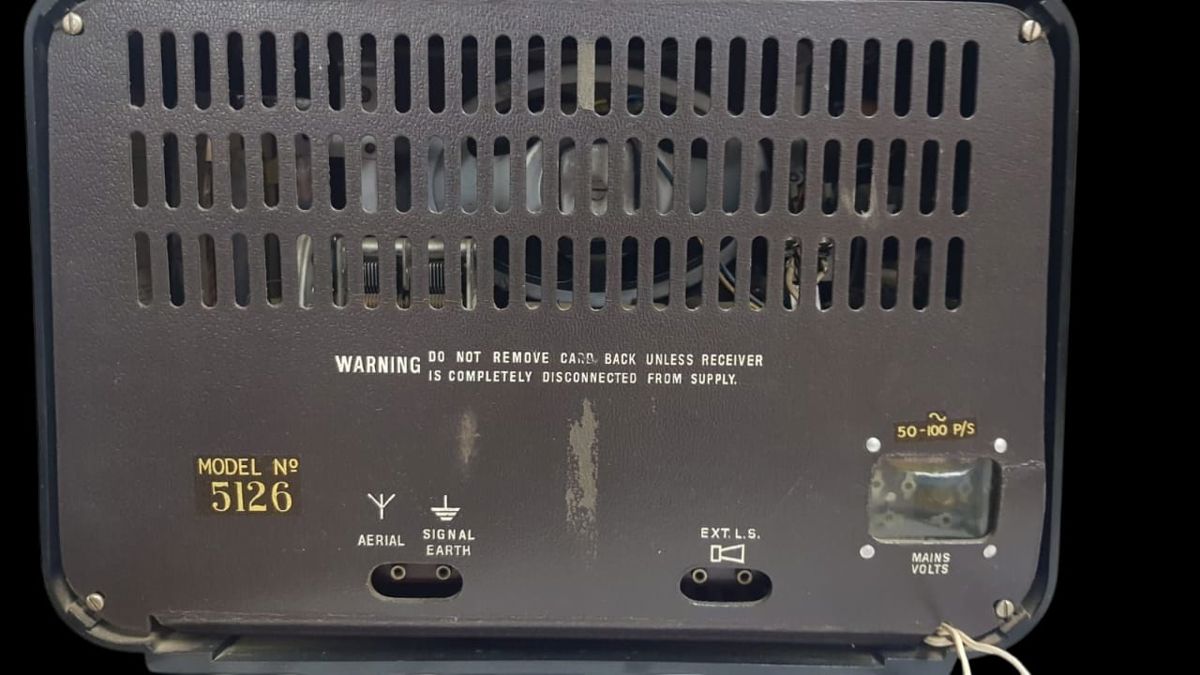 WARNING DO NOT REMOVE CARD BACK UNLESS RECEIVER
IS COMPLETELY DISCONNECTED FROM SUPPLY.
50-100 P/S
MODEL Nº
5126
AERIAL
SIGNAL
EARTH
EXT. L.S.
MAINS
VOLTS